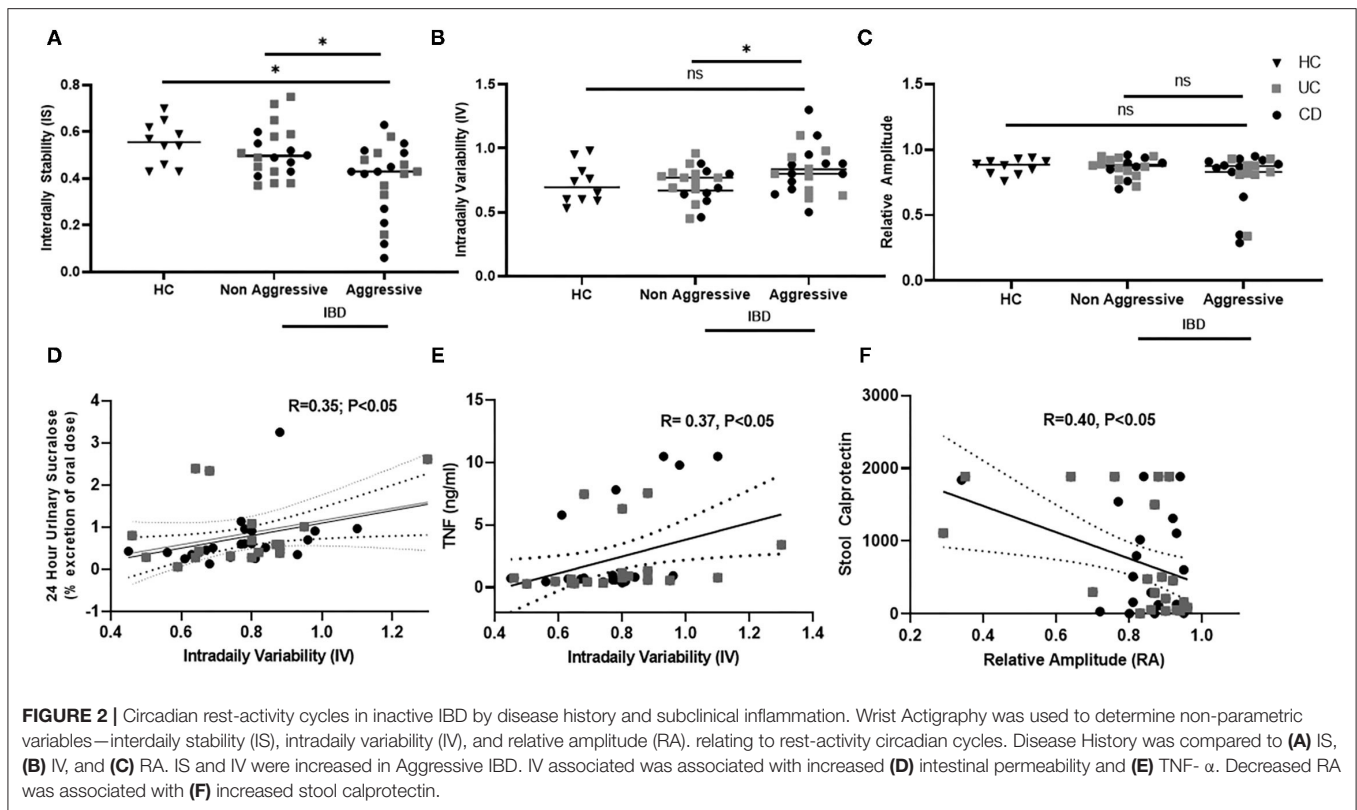 A
B
C
*
*
Interdaily Stability (IS)
0.8
0.6
0.4
0.2
0.0
HC
Non Aggressive
Aggressive
IBD
*
ns
Intradaily Variability (IV)
1.5
1.0
0.5
0.0
HC
Non Aggressive
Aggressive
IBD
HC
UC
CD
ns
ns
Relative Amplitude
1.0
0.5
0.0
HC
Non Aggressive
Aggressive
IBD
D
E
F
R=0.35; P<0.05
24 Hour Urinary Sucralose
(% excretion of oral dose)
4
3
2
1
0
-1
0.4
0.6
0.8
1.0
1.2
Intradaily Variability (IV)
R= 0.37, P<0.05
TNF (ng/ml)
15
10
5
0
0.4
0.6
0.8
1.0
1.2
1.4
Intradaily Variability (IV)
R=0.40, P<0.05
Stool Calprotectin
3000
2000
1000
0
0.2
0.4
0.6
0.8
1.0
Relative Amplitude (RA)
FIGURE 2 | Circadian rest-activity cycles in inactive IBD by disease history and subclinical inflammation. Wrist Actigraphy was used to determine non-parametric
variables—interdaily stability (IS), intradaily variability (IV), and relative amplitude (RA). relating to rest-activity circadian cycles. Disease History was compared to (A) IS,
(B) IV, and (C) RA. IS and IV were increased in Aggressive IBD. IV associated was associated with increased (D) intestinal permeability and (E) TNF- α. Decreased RA
was associated with (F) increased stool calprotectin.